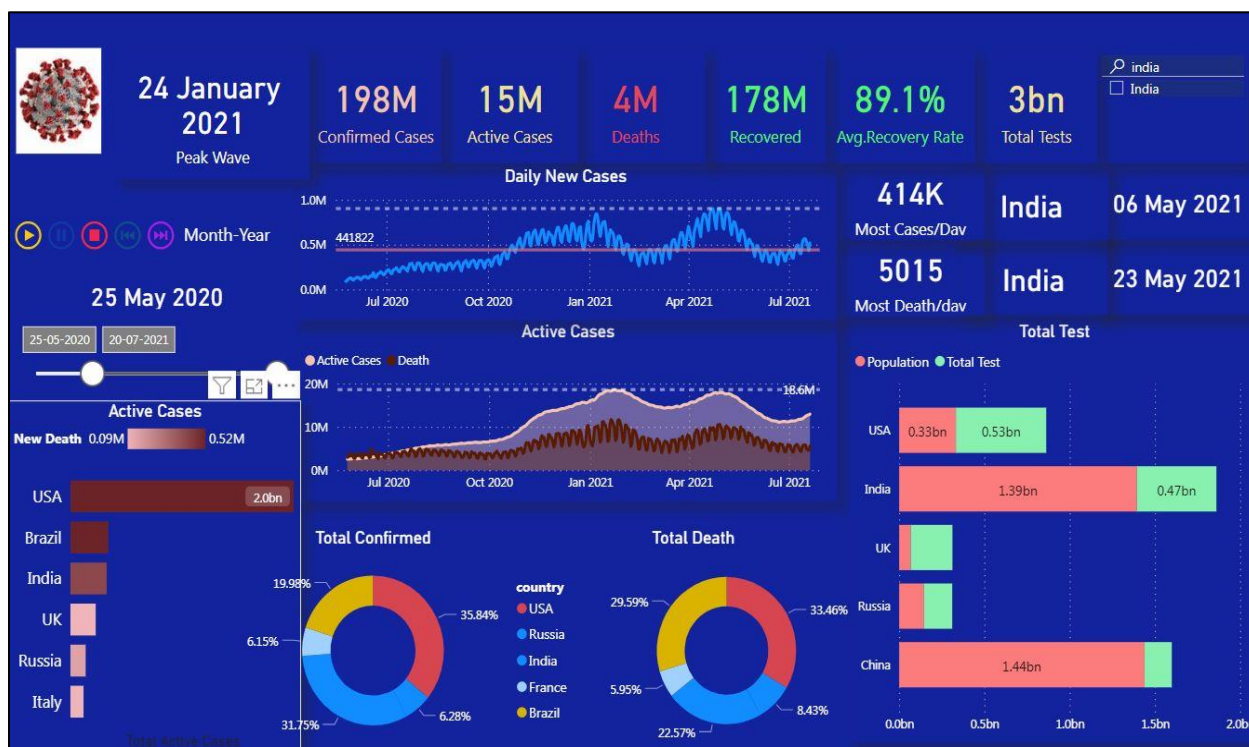 24 January
2021
Peak Wave
198M
Confirmed Cases
15M
Active Cases
4M
Deaths
178M
Recovered
89.1%
Avg.Recovery Rate
3bn
Total Tests
india
India
Month-Year
25 May 2020
25-05-2020
20-07-2021
Daily New Cases
1.0M
0.5M
0.0M
441822
Jul 2020
Oct 2020
Jan 2021
Apr 2021
Jul 2021
414K
Most Cases/Day
India
06 May 2021
5015
Most Death/day
India
23 May 2021
Active Cases
Active Cases
Death
20M
10M
0M
18.6M
Jul 2020
Oct 2020
Jan 2021
Apr 2021
Jul 2021
Active Cases
New Death 0.09M
0.52M
USA
2.0bn
Brazil
India
UK
Russia
Italy
Total Active Cases
Total Confirmed
19.98%
35.84%
6.15%
31.75%
6.28%
country
USA
Russia
India
France
Brazil
Total Death
29.59%
33.46%
5.95%
22.57%
8.43%
Total Test
Population
Total Test
USA
0.33bn
0.53bn
India
1.39bn
0.47bn
UK
Russia
China
1.44bn
0.0bn
0.5bn
1.0bn
1.5bn
2.0b